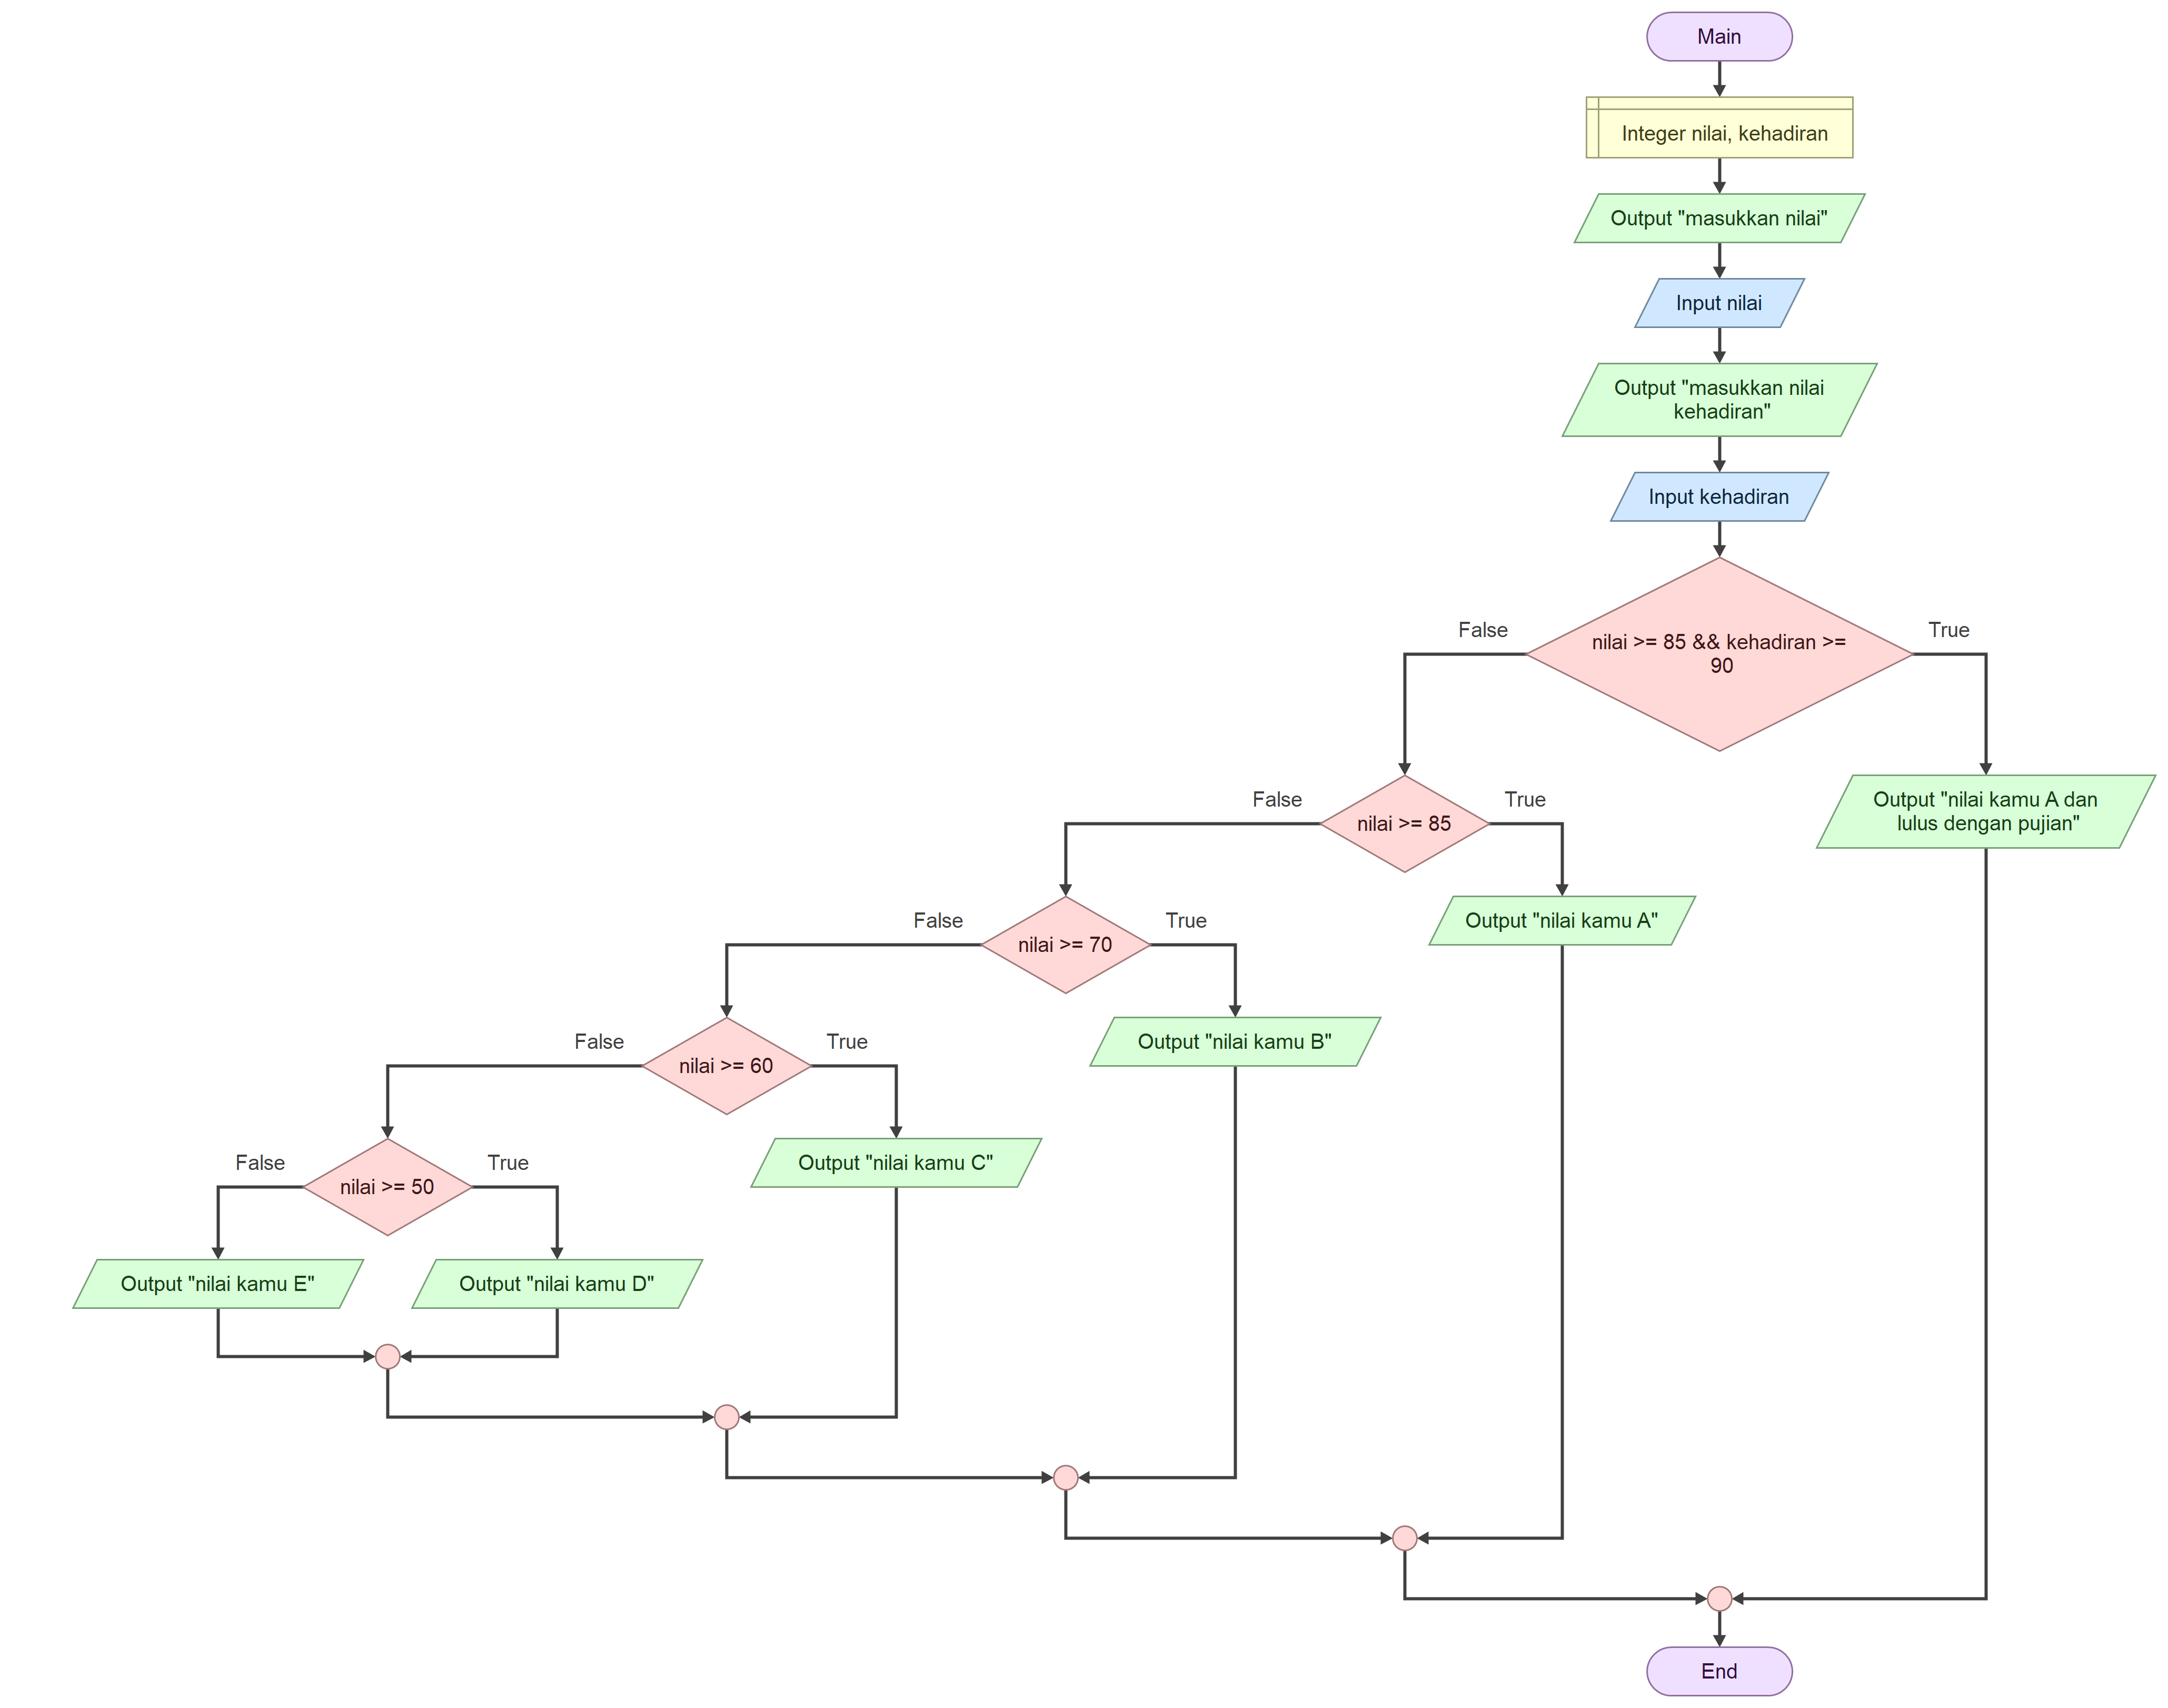 Main
Integer nilai, kehadiran
Output "masukkan nilai"
Input nilai
Output "masukkan nilai
kehadiran"
Input kehadiran
False
nilai >= 85 && kehadiran >=
90
True
False
nilai >= 85
True
Output "nilai kamu A dan
lulus dengan pujian"
False
nilai >= 70
True
Output "nilai kamu A"
False
nilai >= 60
True
Output "nilai kamu B"
False
nilai >= 50
True
Output "nilai kamu C"
Output "nilai kamu E"
Output "nilai kamu D"
End